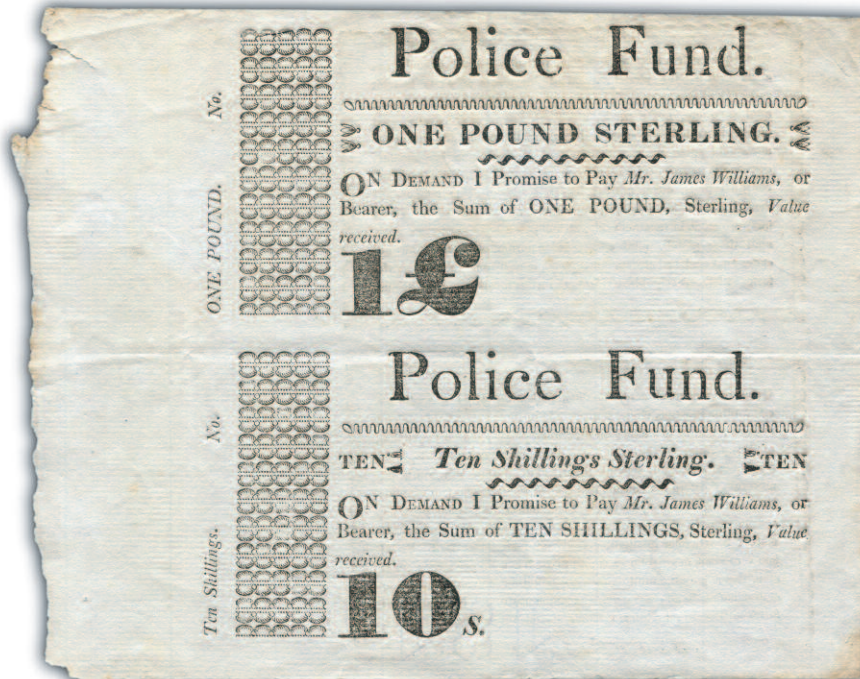 No.
ONE POUND.
Police Fund.
ONE POUND STERLING.
ON DEMAND I Promise to Pay Mr. James Williams, or
Bearer, the Sum of ONE POUND, Sterling, Value
received.
1£
No.
Ten Shillings.
Police Fund.
TEN Ten Shillings Sterling. TEN
ON DEMAND I Promise to Pay Mr. James Williams, or
Bearer, the Sum of TEN SHILLINGS, Sterling, Value
received.
10s.